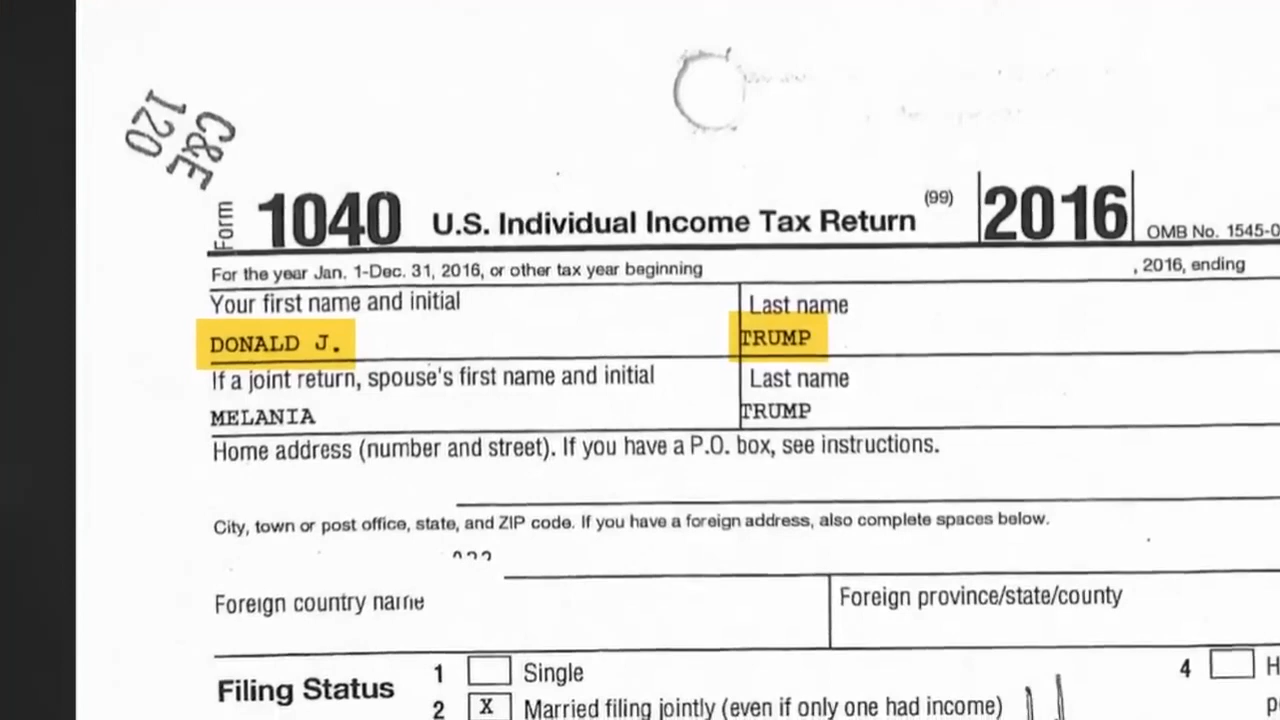 C&E
120
Form 1040 U.S. Individual Income Tax Return (99) 2016 OMB No. 1545-0
For the year Jan. 1-Dec. 31, 2016, or other tax year beginning , 2016, ending
Your first name and initial Last name
DONALD J. TRUMP
If a joint return, spouse's first name and initial Last name
MELANIA TRUMP
Home address (number and street). If you have a P.O. box, see instructions.
City, town or post office, state, and ZIP code. If you have a foreign address, also complete spaces below.
Foreign country name Foreign province/state/county
Filing Status 1 Single 4 H
2 X Married filing jointly (even if only one had income) p